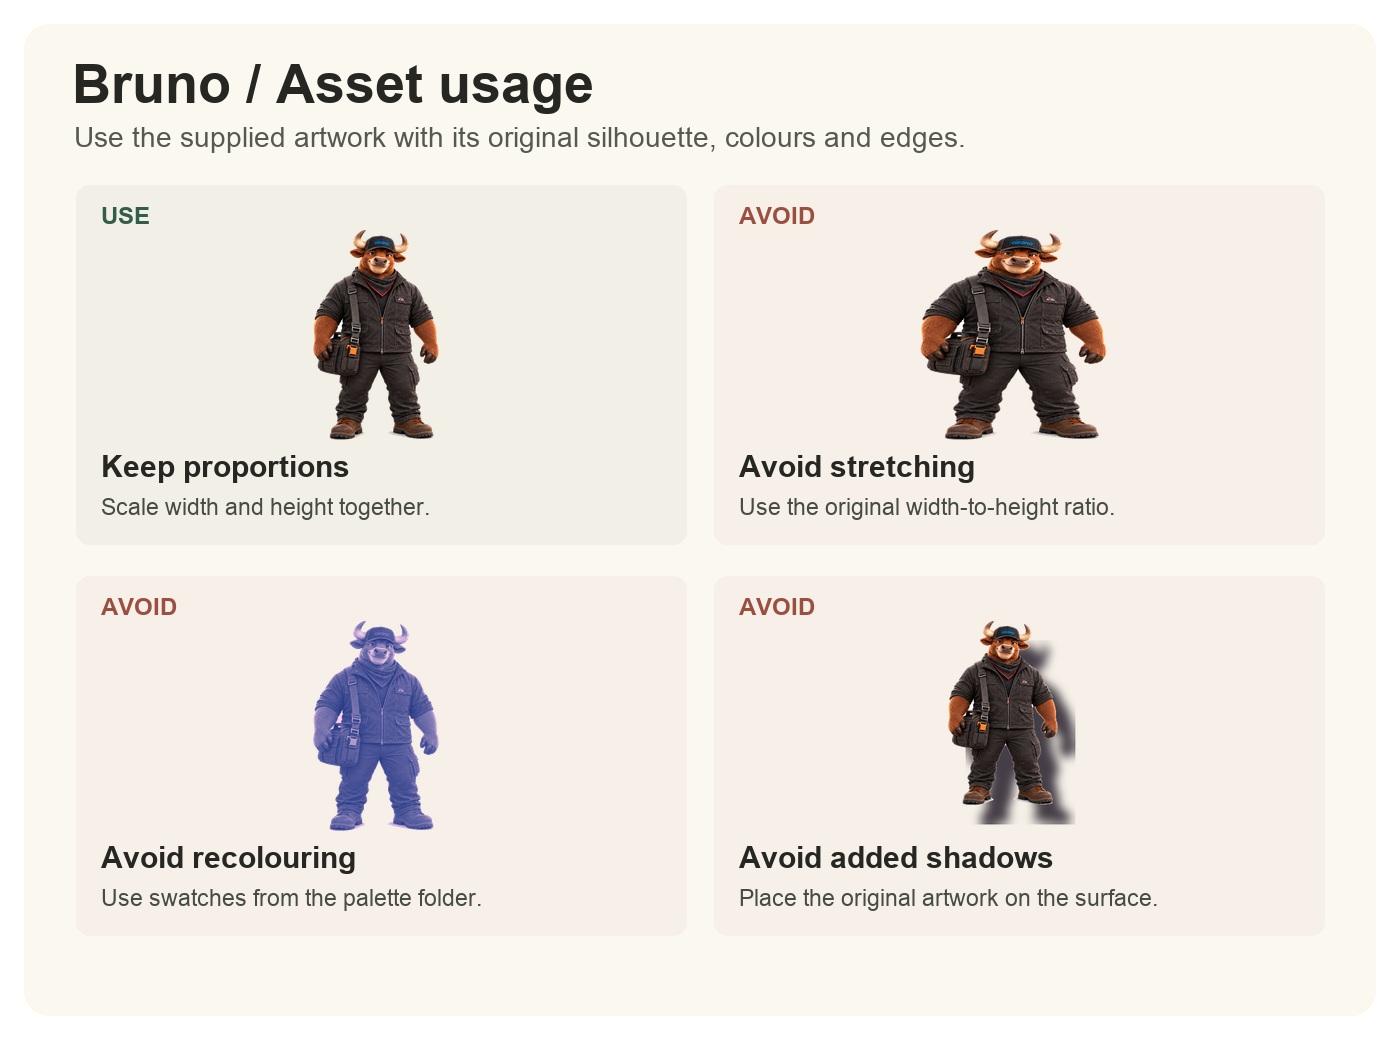 Bruno / Asset usage
Use the supplied artwork with its original silhouette, colours and edges.
USE
Keep proportions
Scale width and height together.
AVOID
Avoid stretching
Use the original width-to-height ratio.
AVOID
Avoid recolouring
Use swatches from the palette folder.
AVOID
Avoid added shadows
Place the original artwork on the surface.